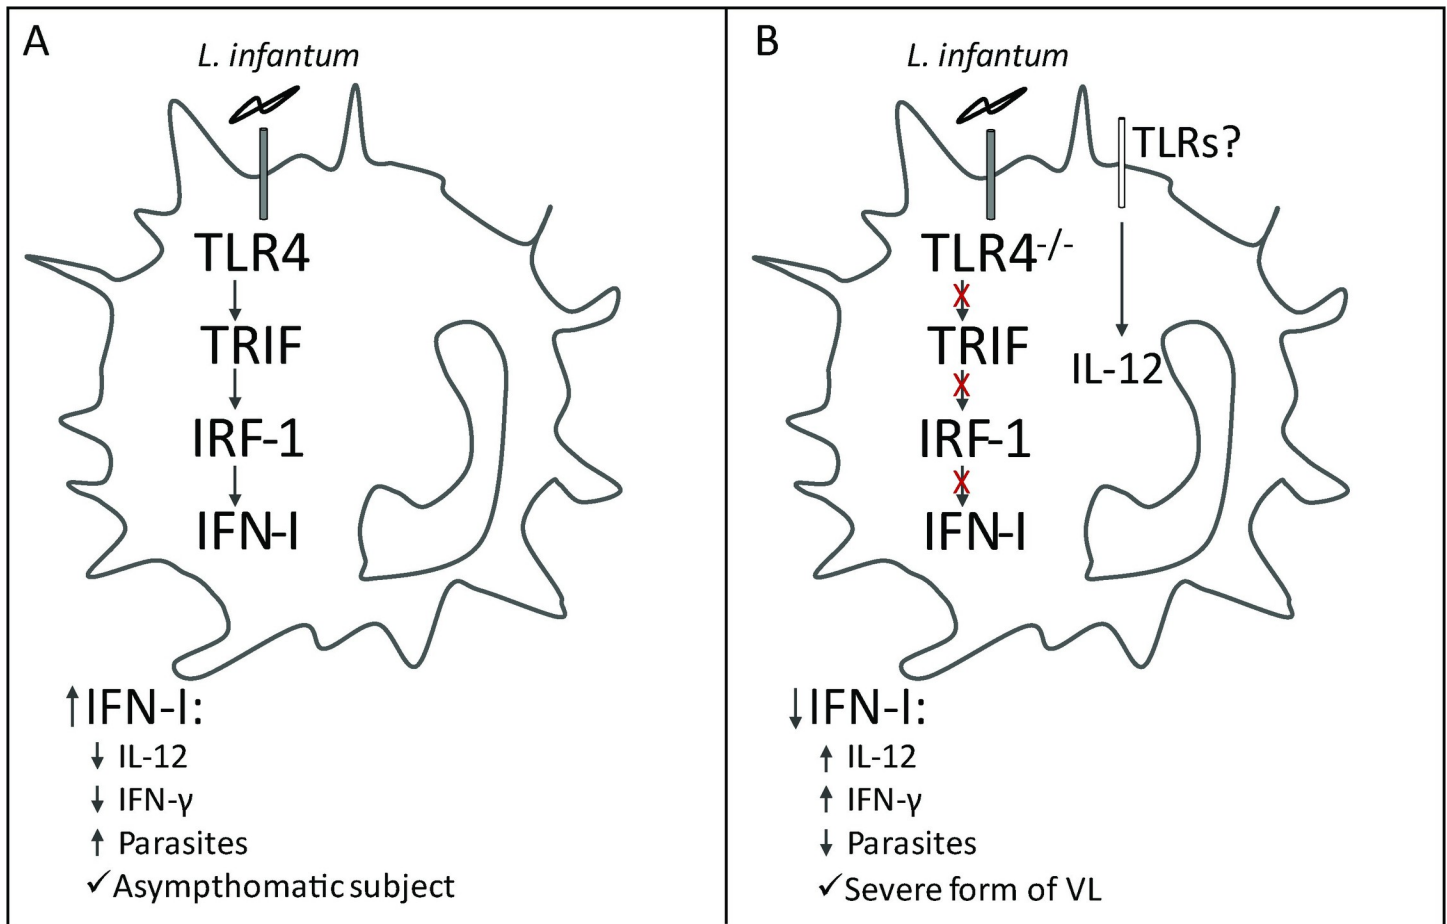 A
L. infantum
TLR4
TRIF
IRF-1
IFN-I
↑IFN-I:
↓ IL-12
↓ IFN-γ
↑ Parasites
✓Asympthomatic subject
B
L. infantum
TLRs?
TLR4-/-
X
TRIF
IL-12
X
IRF-1
X
IFN-I
↓IFN-I:
↑ IL-12
↑ IFN-γ
↓ Parasites
✓Severe form of VL